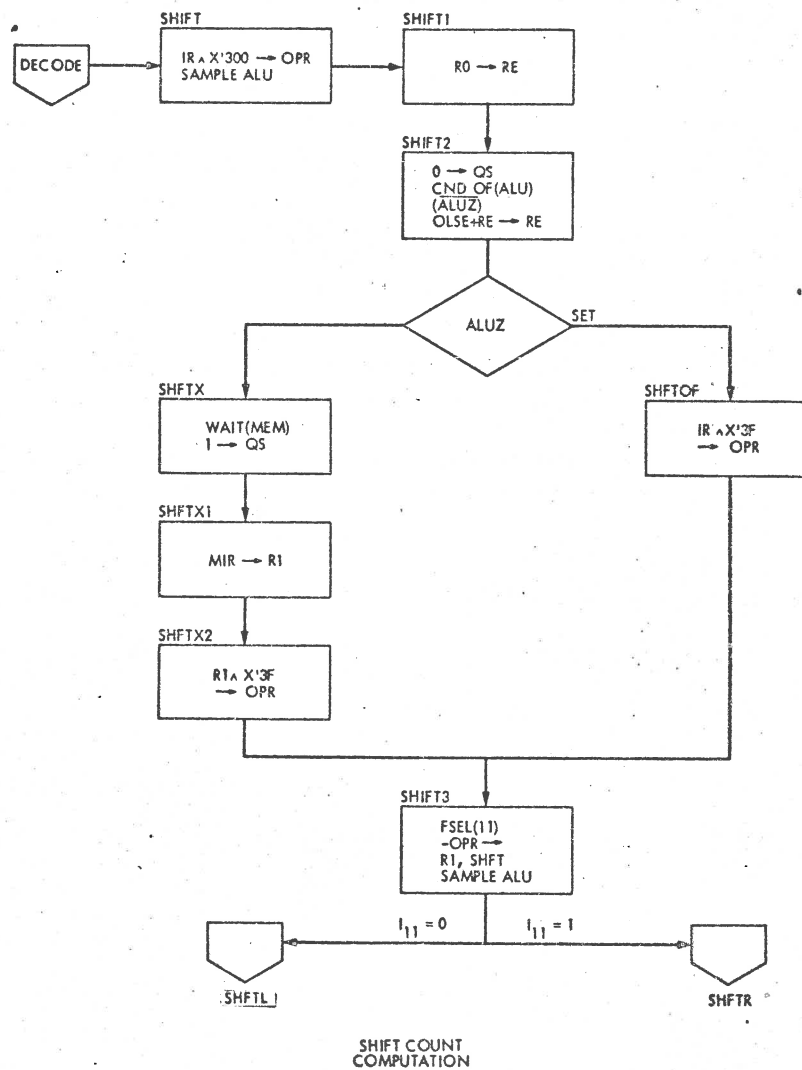 SHIFT
SHIFT1
DECODE
IR ∧ X'300 → OPR
SAMPLE ALU
R0 → RE
SHIFT2
0 → QS
CND OF(ALU)
(ALUZ)
OLSE+RE → RE
ALUZ
SET
SHFTX
WAIT(MEM)
1 → QS
SHFTOF
IR ∧ X'3F
→ OPR
SHFTX1
MIR → R1
SHFTX2
R1 ∧ X'3F
→ OPR
SHIFT3
FSEL(11)
-OPR →
R1, SHFT
SAMPLE ALU
I11 = 0
I11 = 1
SHFTL
SHFTR
SHIFT COUNT
COMPUTATION